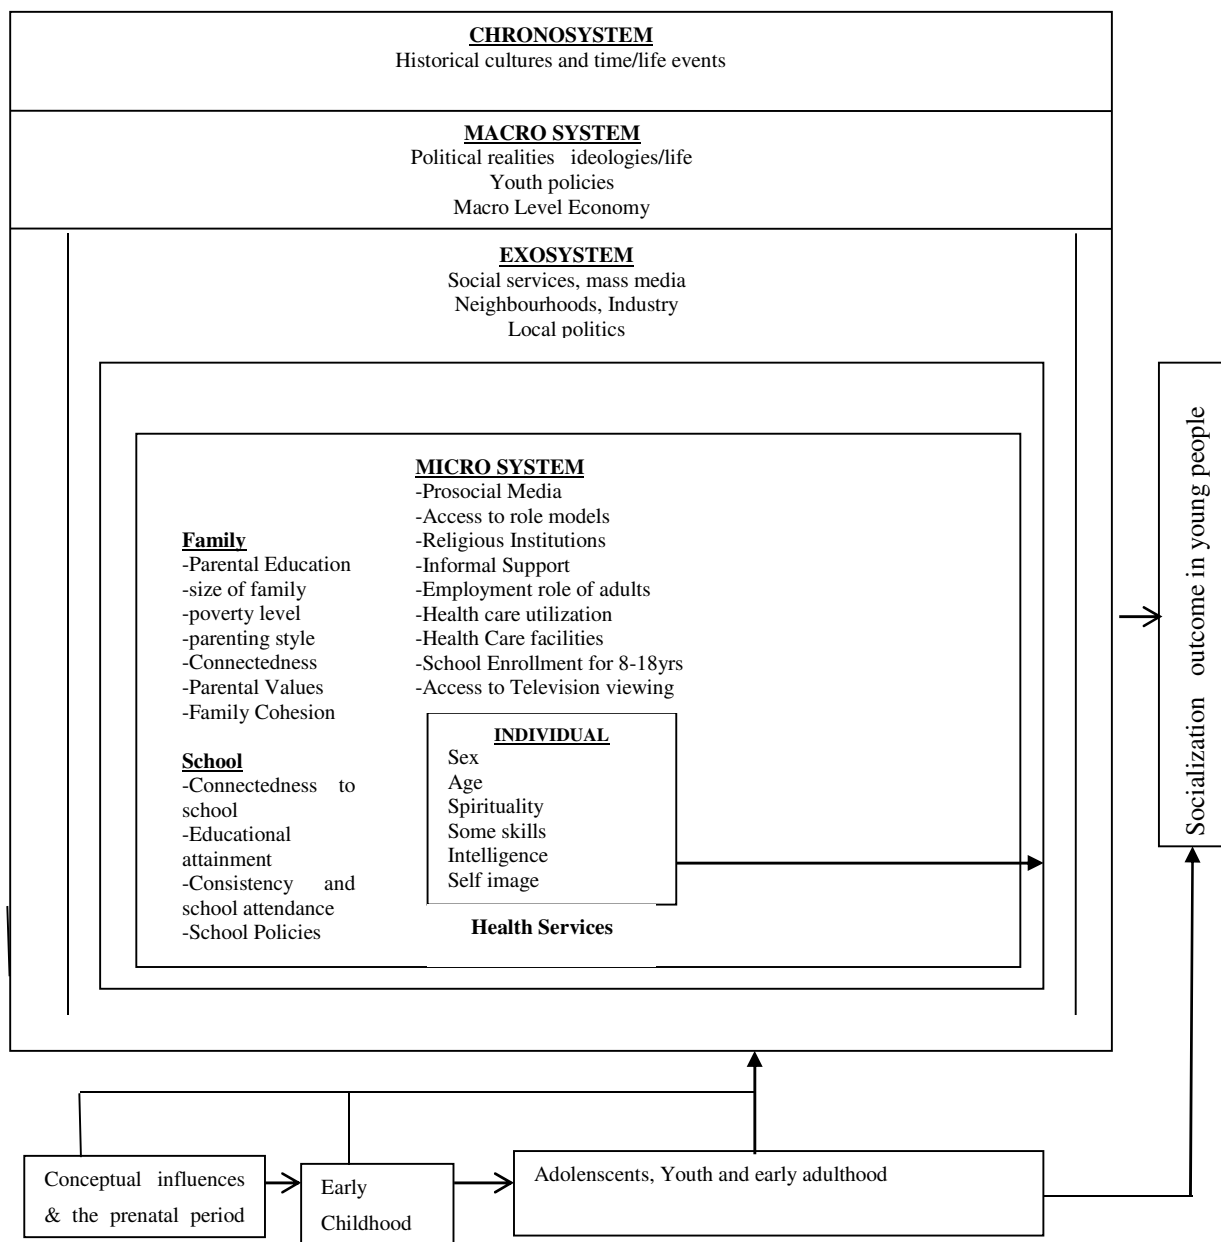 CHRONOSYSTEM
Historical cultures and time/life events
MACRO SYSTEM
Political realities ideologies/life
Youth policies
Macro Level Economy
EXOSYSTEM
Social services, mass media
Neighbourhoods, Industry
Local politics
MICRO SYSTEM
-Prosocial Media
-Access to role models
-Religious Institutions
-Informal Support
-Employment role of adults
-Health care utilization
-Health Care facilities
-School Enrollment for 8-18yrs
-Access to Television viewing
Family
-Parental Education
-size of family
-poverty level
-parenting style
-Connectedness
-Parental Values
-Family Cohesion
School
-Connectedness to
school
-Educational
attainment
-Consistency and
school attendance
-School Policies
INDIVIDUAL
Sex
Age
Spirituality
Some skills
Intelligence
Self image
Health Services
Socialization outcome in young people
Conceptual influences
& the prenatal period
Early
Childhood
Adolenscents, Youth and early adulthood